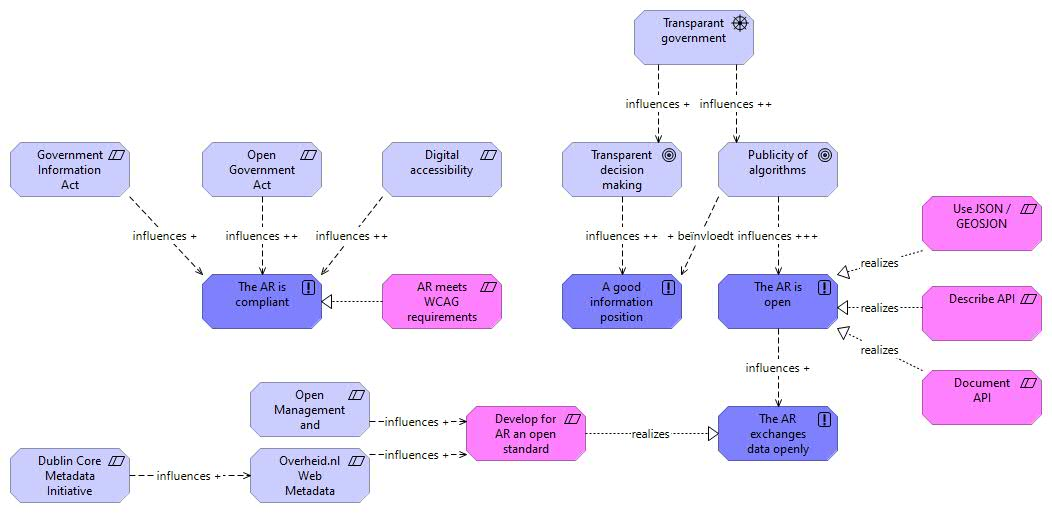 Transparant
government
influences +
influences ++
Government
Information
Act
Open
Government
Act
Digital
accessibility
Transparent
decision
making
Publicity of
algorithms
Use JSON /
GEOSJON
influences +
influences ++
influences ++
influences ++
+ beïnvloedt
influences +++
realizes
The AR is
compliant
AR meets
WCAG
requirements
A good
information
position
The AR is
open
realizes
Describe API
realizes
influences +
Document
API
Open
Management
and
influences +
Develop for
AR an open
standard
realizes
The AR
exchanges
data openly
Dublin Core
Metadata
Initiative
influences +
Overheid.nl
Web
Metadata
influences +